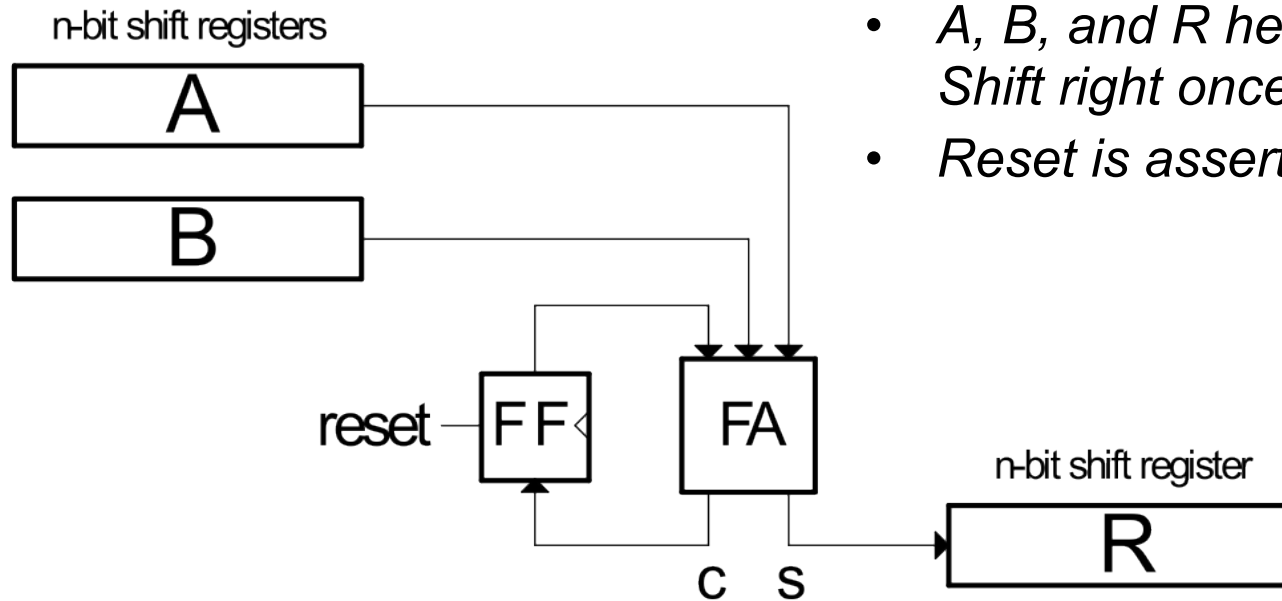 n-bit shift registers
A
B
• A, B, and R he
Shift right once
• Reset is assert
reset
FF
FA
c s
n-bit shift register
R